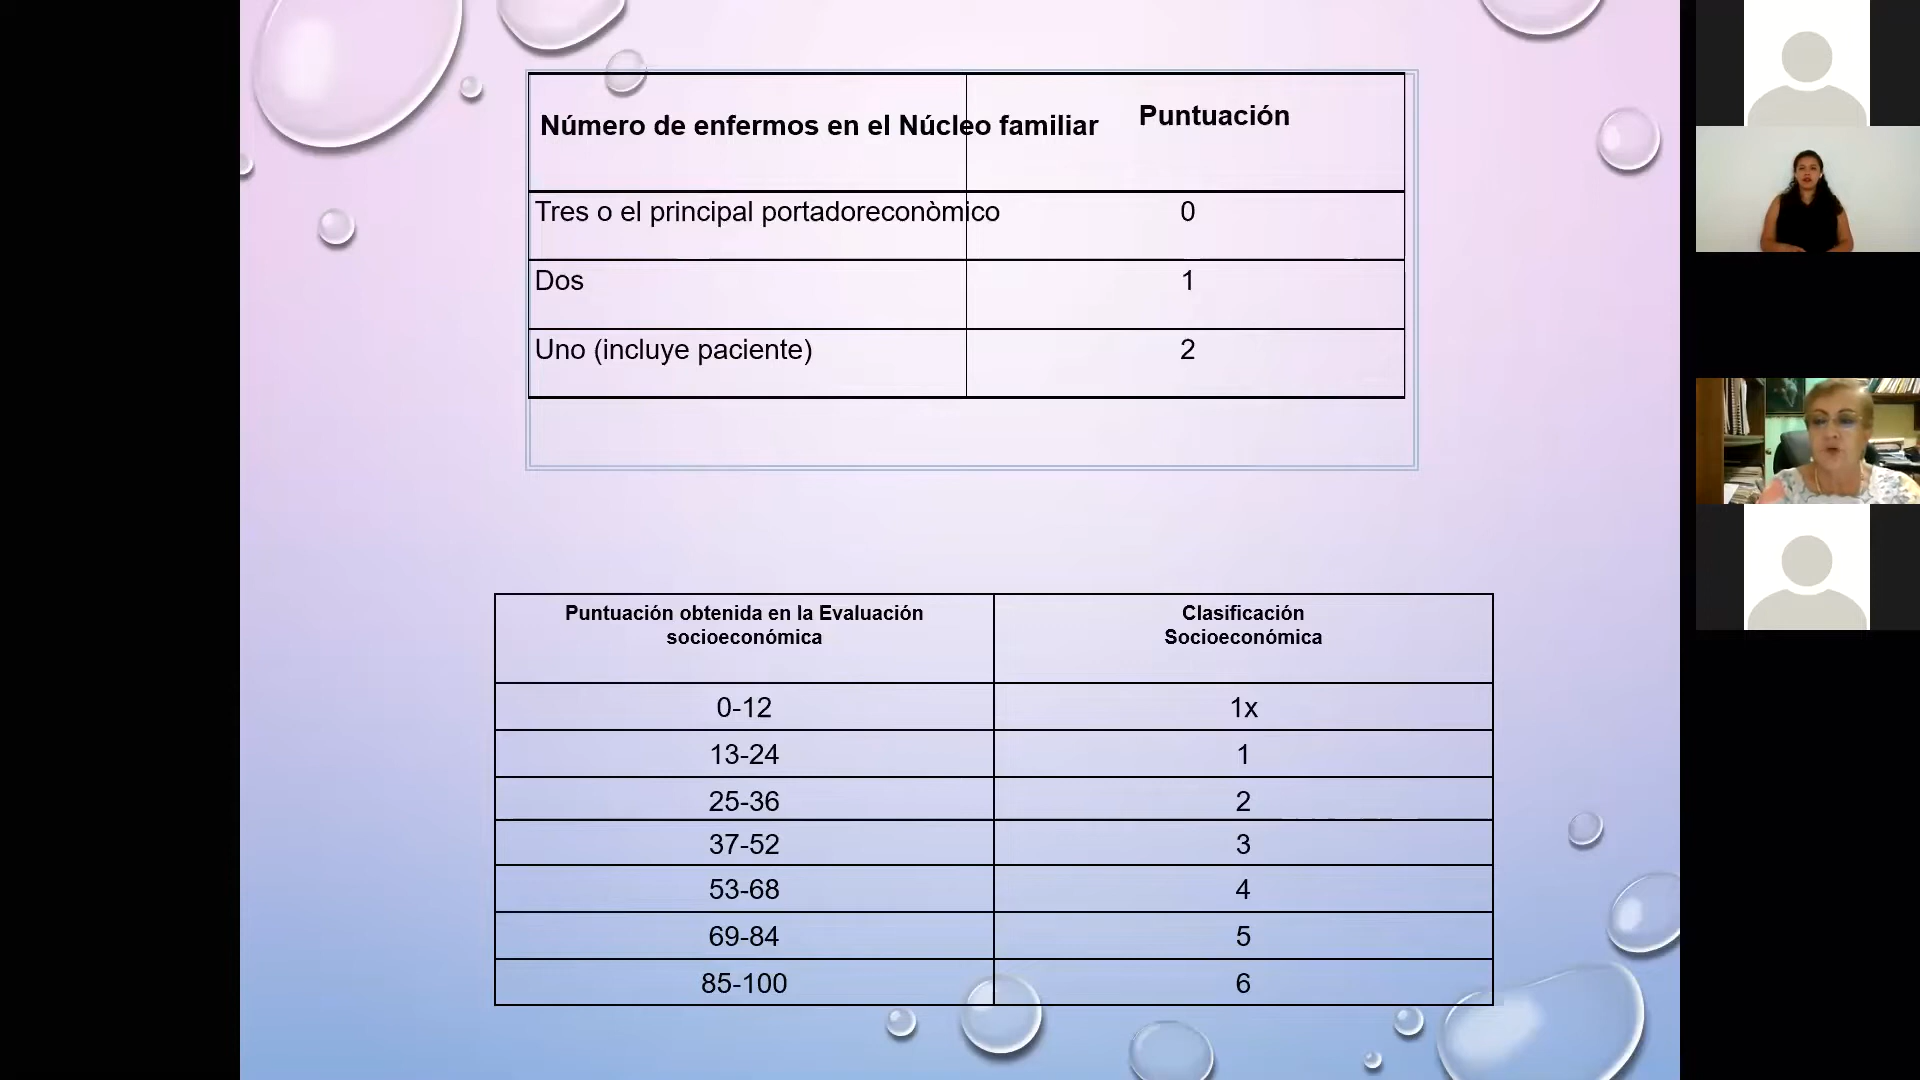 Número de enfermos en el Núcleo familiar Puntuación
Tres o el principal portadoreconòmico 0
Dos 1
Uno (incluye paciente) 2
Puntuación obtenida en la Evaluación
socioeconómica
Clasificación
Socioeconómica
0-12 1x
13-24 1
25-36 2
37-52 3
53-68 4
69-84 5
85-100 6